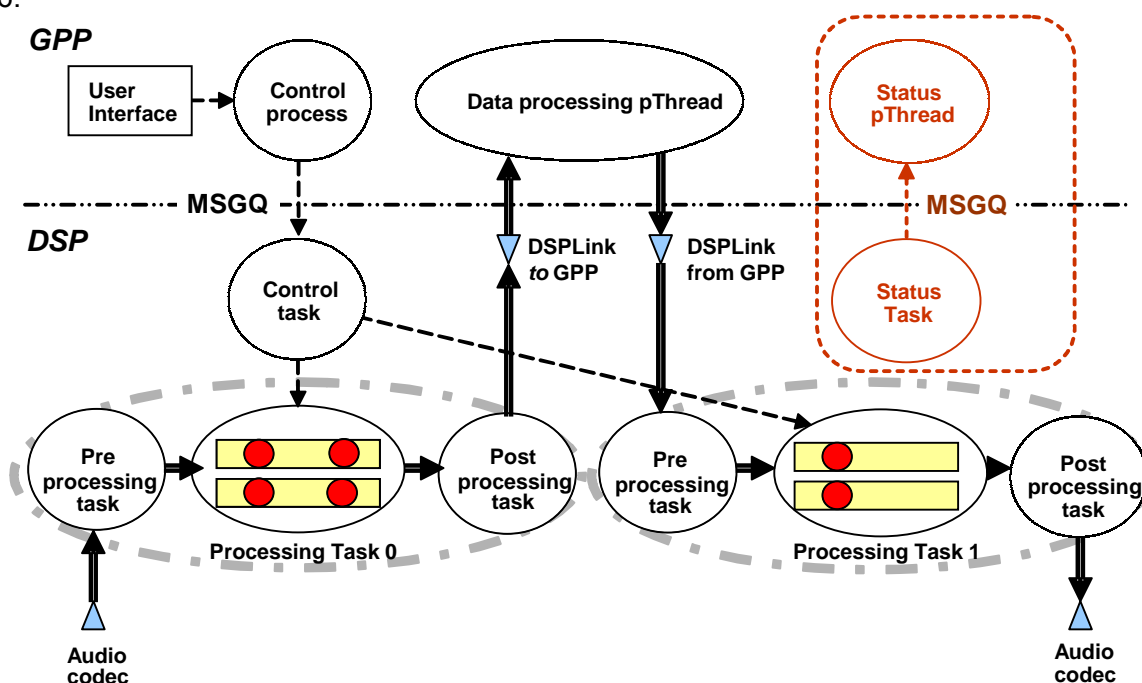 6.
GPP
User
Interface
Control
process
Data processing pThread
Status
pThread
MSGQ
MSGQ
DSP
DSPLink
to GPP
DSPLink
from GPP
Control
task
Status
Task
Pre
processing
task
Post
processing
task
Pre
processing
task
Post
processing
task
Processing Task 0
Processing Task 1
Audio
codec
Audio
codec